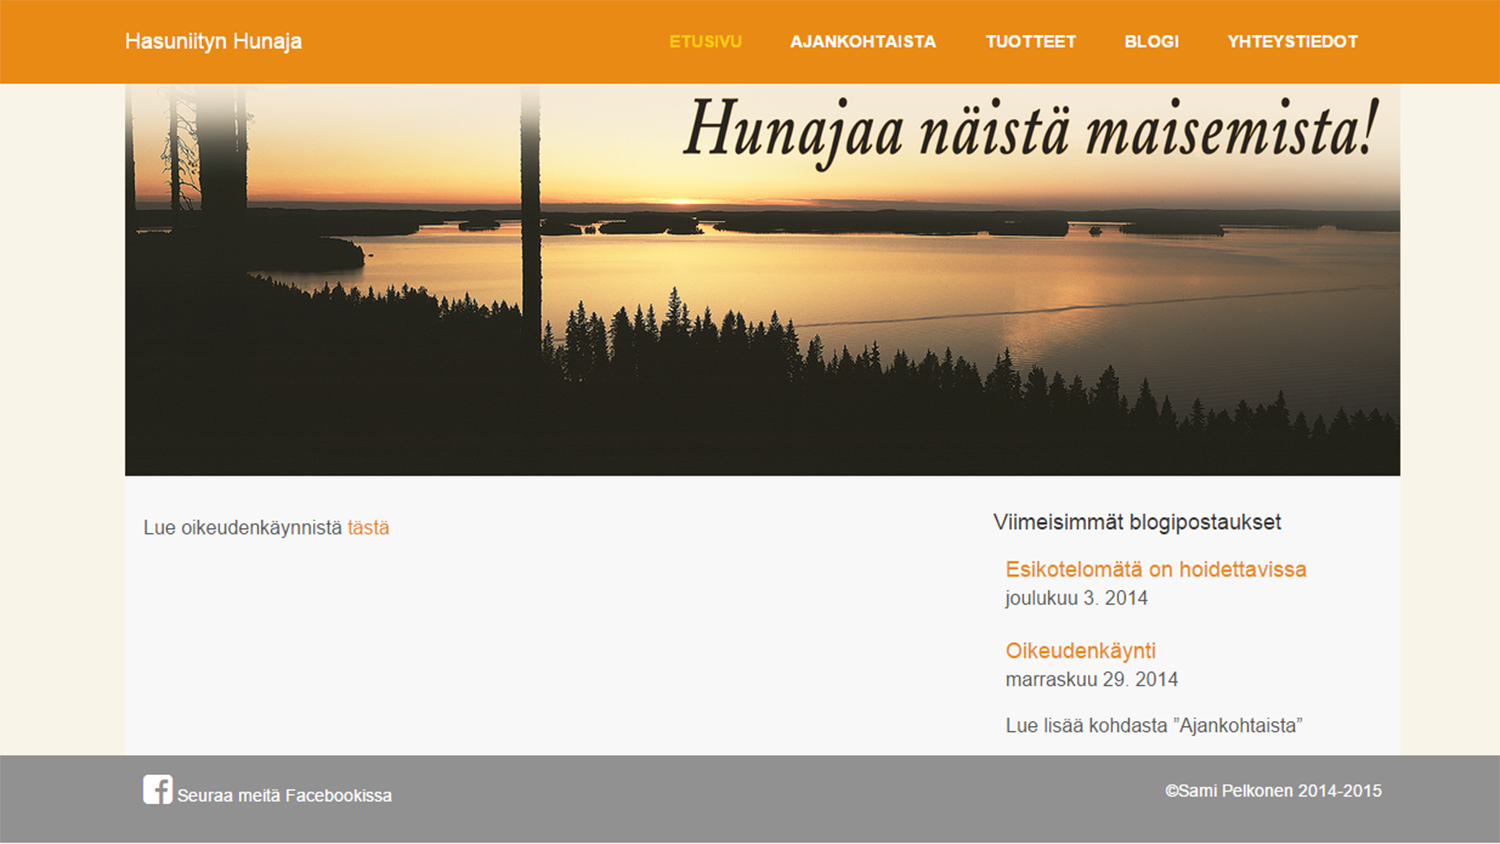 Hasuniityn Hunaja
ETUSIVU AJANKOHTAISTA TUOTTEET BLOGI YHTEYSTIEDOT
Hunajaa näistä maisemista!
Lue oikeudenkäynnistä tästä
Viimeisimmät blogipostaukset
Esikotelomätä on hoidettavissa
joulukuu 3. 2014
Oikeudenkäynti
marraskuu 29. 2014
Lue lisää kohdasta ”Ajankohtaista”
Seuraa meitä Facebookissa
©Sami Pelkonen 2014-2015